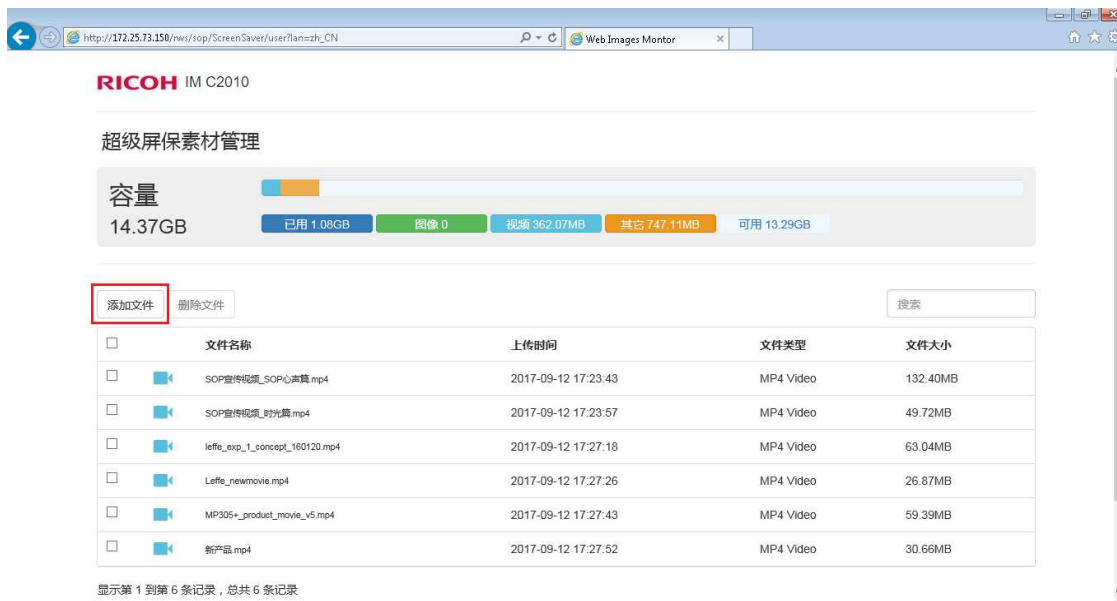 http://172.25.73.150/rws/sop/ScreenSaver/user?lan=zh_CN Web Images Montor
RICOH IM C2010
超级屏保素材管理
容量
14.37GB
已用 1.08GB 图像 0 视频 362.07MB 其它 747.11MB 可用 13.29GB
添加文件 删除文件 搜索
文件名称 上传时间 文件类型 文件大小
SOP宣传视频_SOP心声篇.mp4 2017-09-12 17:23:43 MP4 Video 132.40MB
SOP宣传视频_时光篇.mp4 2017-09-12 17:23:57 MP4 Video 49.72MB
leffe_exp_1_concept_160120.mp4 2017-09-12 17:27:18 MP4 Video 63.04MB
Leffe_newmovie.mp4 2017-09-12 17:27:26 MP4 Video 26.87MB
MP305+_product_movie_v5.mp4 2017-09-12 17:27:43 MP4 Video 59.39MB
新产品.mp4 2017-09-12 17:27:52 MP4 Video 30.66MB
显示第 1 到第 6 条记录，总共 6 条记录